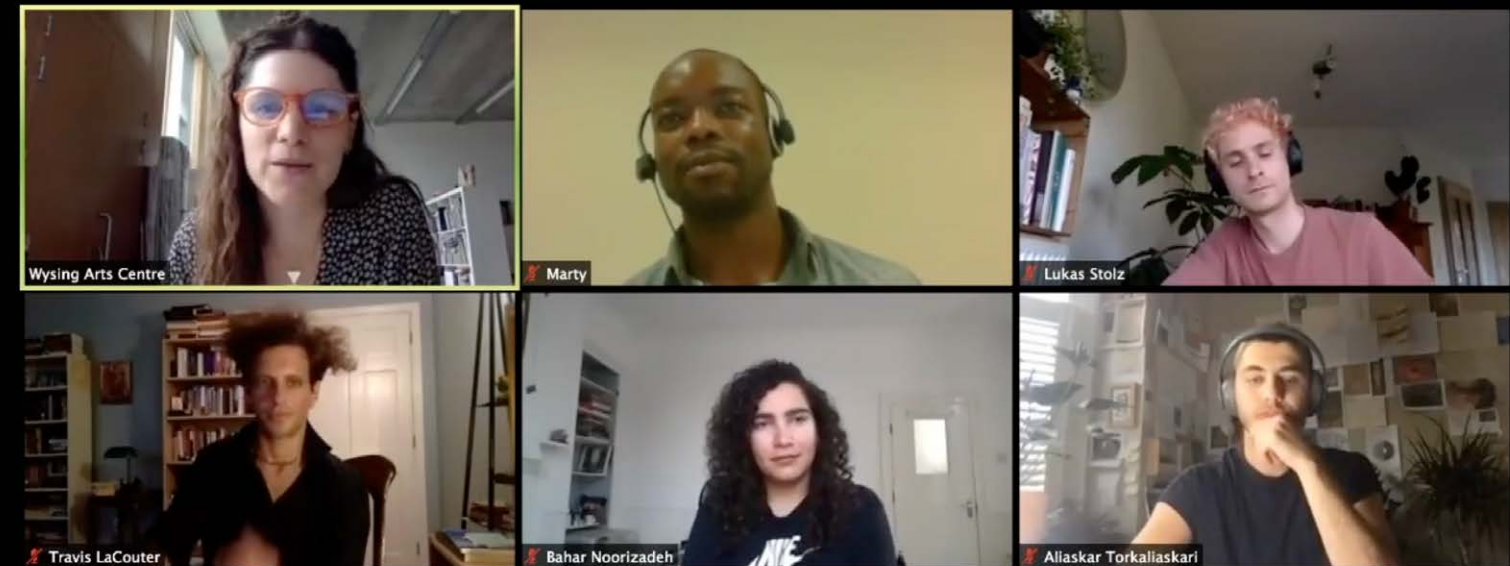 Wysing Arts Centre
Marty
Lukas Stolz
Travis LaCouter
Bahar Noorizadeh
Aliaskar Torkaliaskari